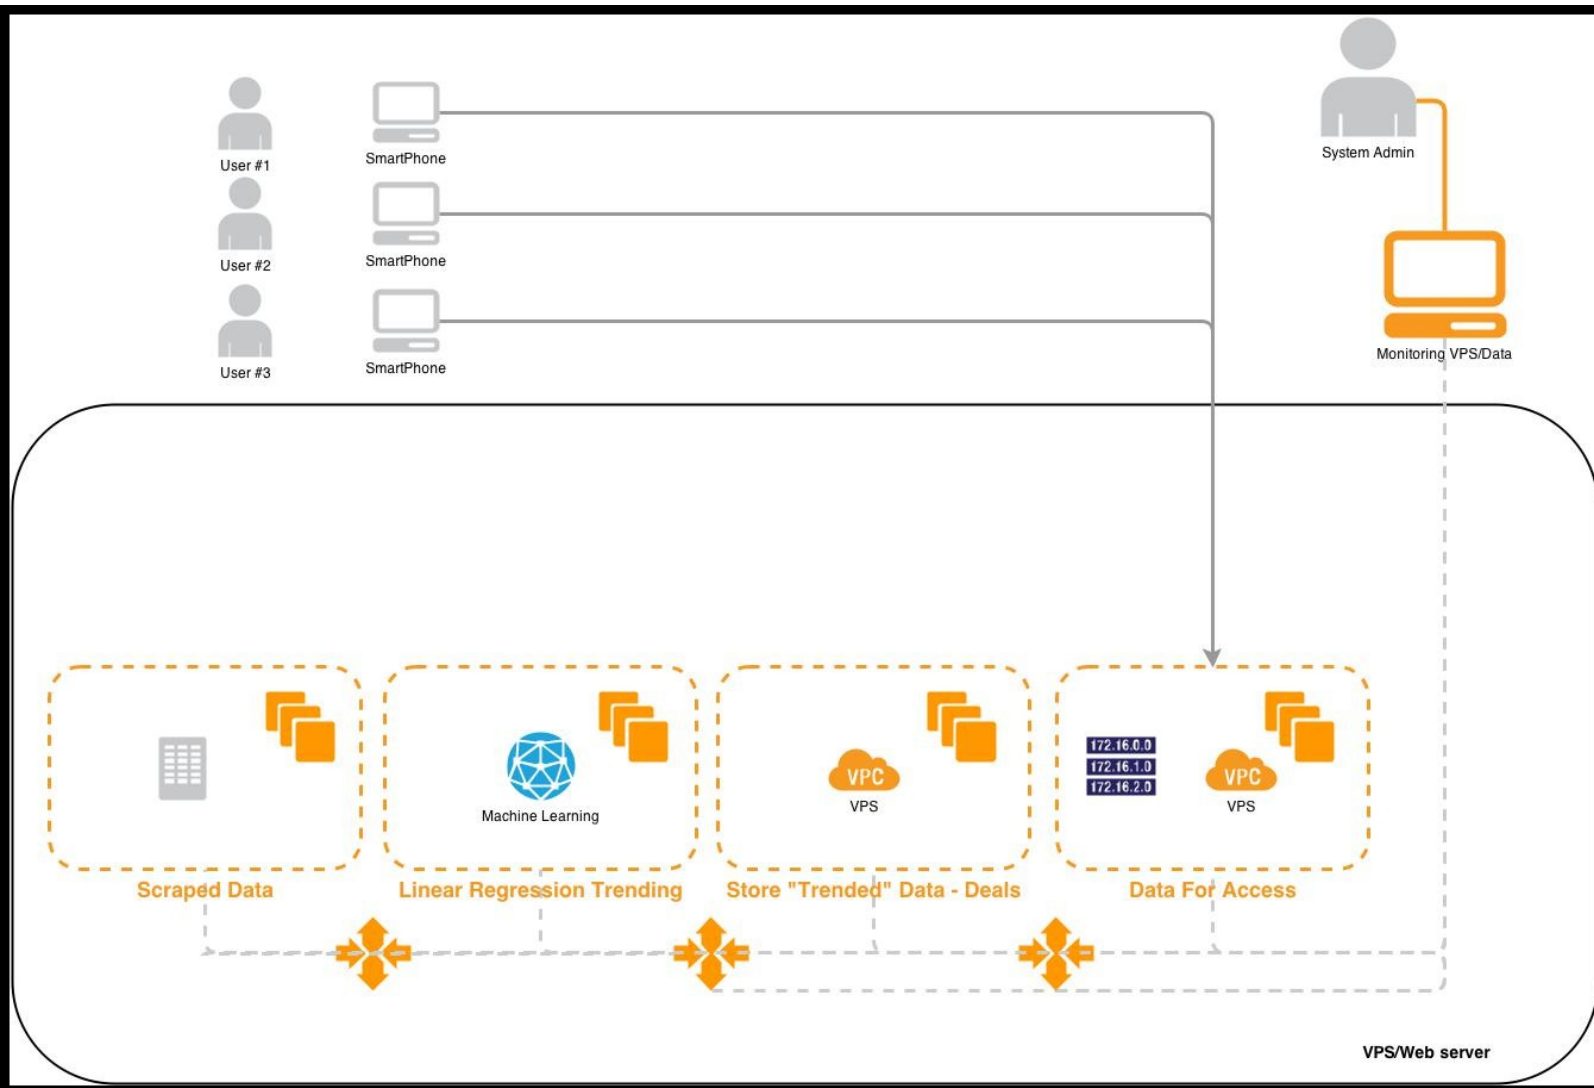 User #1
SmartPhone
System Admin
User #2
SmartPhone
User #3
SmartPhone
Monitoring VPS/Data
172.16.0.0
172.16.1.0
172.16.2.0
Machine Learning
VPC
VPS
VPC
VPS
Scraped Data
Linear Regression Trending
Store "Trended" Data - Deals
Data For Access
VPS/Web server